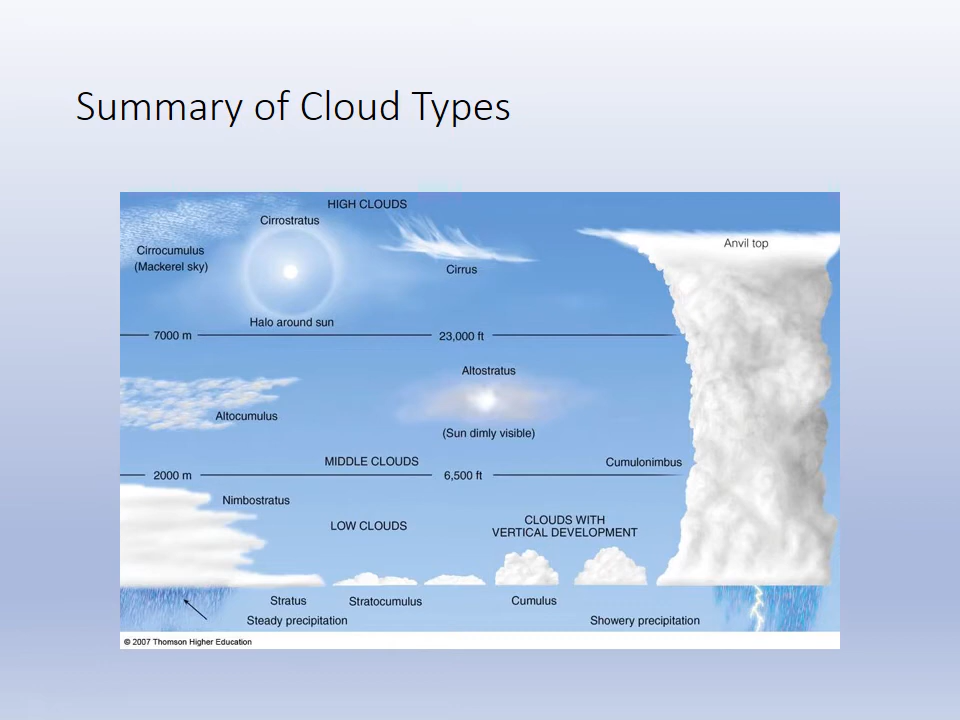 Summary of Cloud Types
HIGH CLOUDS
Cirrostratus
Cirrocumulus
(Mackerel sky)
Cirrus
Anvil top
Halo around sun
7000 m
23,000 ft
Altostratus
Altocumulus
(Sun dimly visible)
MIDDLE CLOUDS
Cumulonimbus
2000 m
6,500 ft
Nimbostratus
LOW CLOUDS
CLOUDS WITH
VERTICAL DEVELOPMENT
Stratus
Stratocumulus
Cumulus
Steady precipitation
Showery precipitation
© 2007 Thomson Higher Education